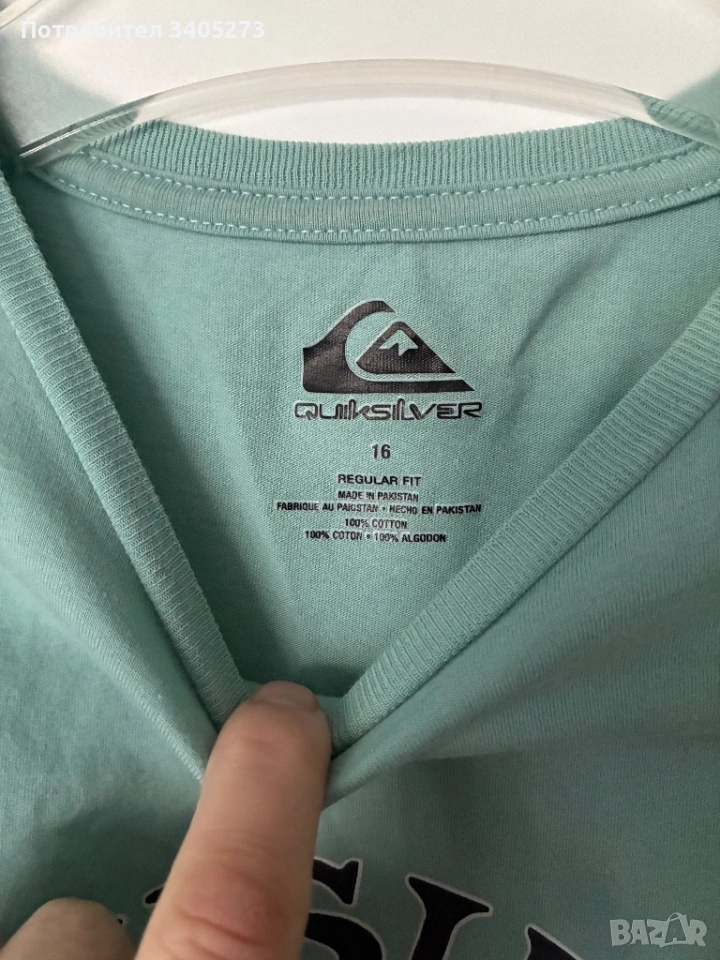 Потребител 3405273
QUIKSILVER
16
REGULAR FIT
MADE IN PAKISTAN
FABRIQUE AU PAKISTAN • HECHO EN PAKISTAN
100% COTTON
100% COTON • 100% ALGODON
BAZAR